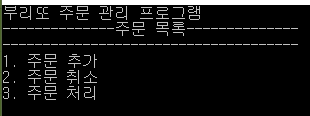 부리또 주문 관리 프로그램
--------------주문 목록--------------
-------------------------------------
1. 주문 추가
2. 주문 취소
3. 주문 처리